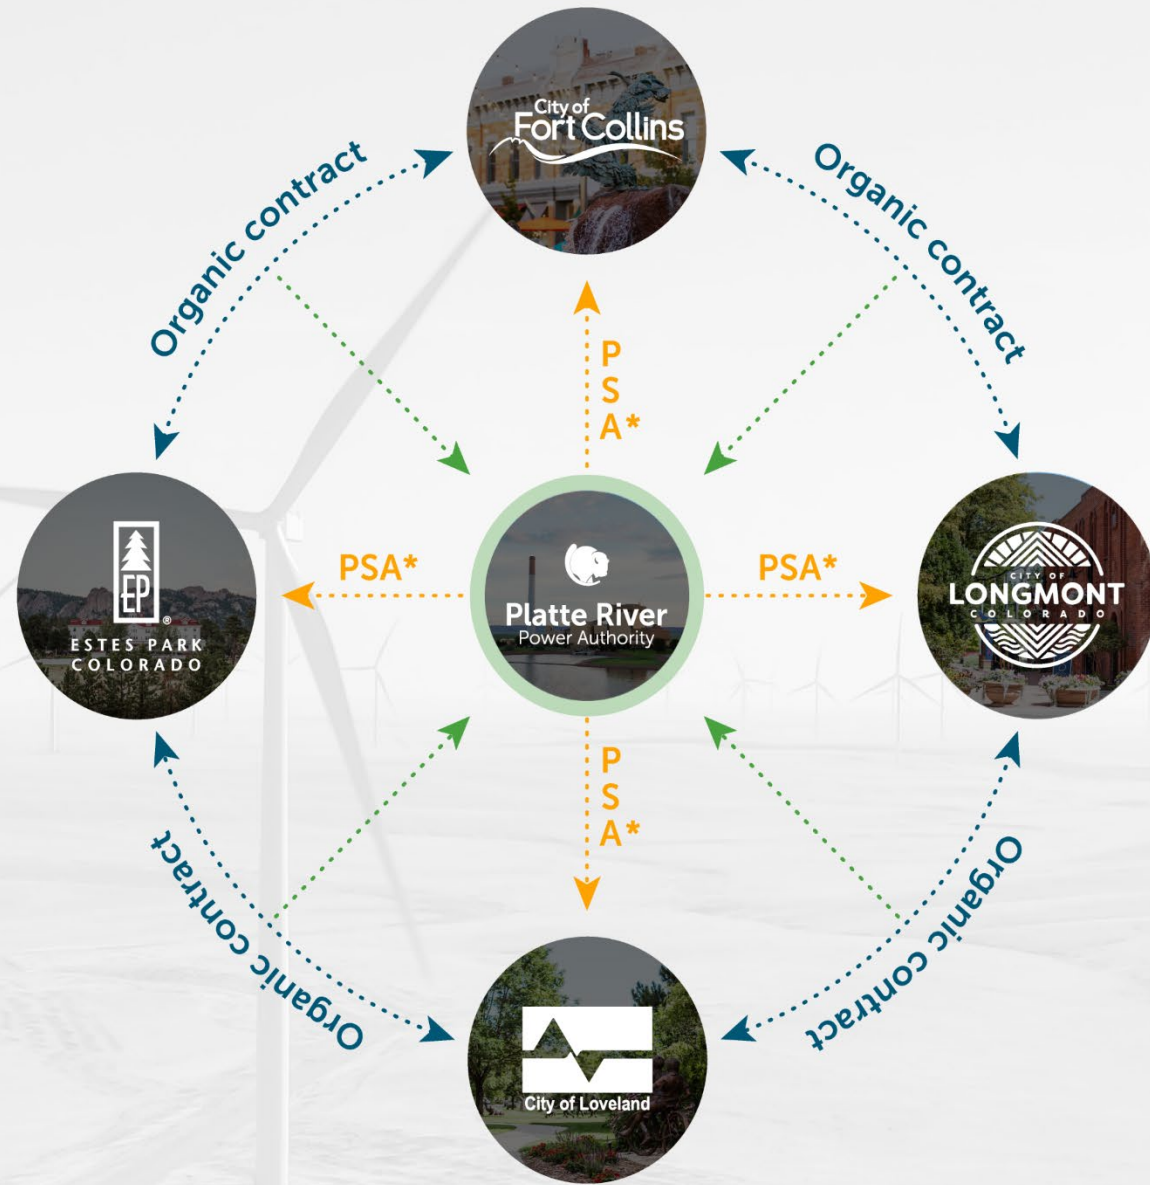 City of
Fort Collins
Organic contract
Organic contract
P
S
A*
PSA*
PSA*
EP
®
ESTES PARK
COLORADO
Platte River
Power Authority
CITY OF
LONGMONT
COLORADO
P
S
A*
Organic contract
Organic contract
City of Loveland